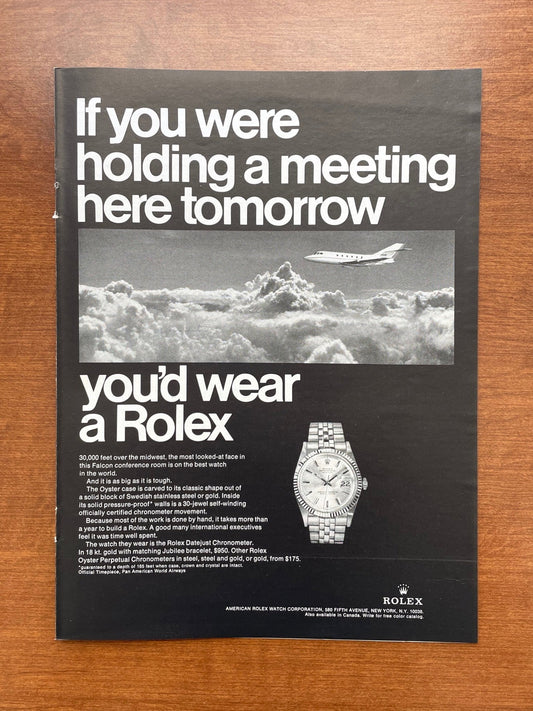 If you were
holding a meeting
here tomorrow
you'd wear
a Rolex
30,000 feet over the midwest, the most looked-at face in
this Falcon conference room is on the best watch
in the world.
And it is as big as it is tough.
The Oyster case is carved to its classic shape out of
a solid block of Swedish stainless steel or gold. Inside
its solid pressure-proof* walls is a 30-jewel self-winding
officially certified chronometer movement.
Because most of the work is done by hand, it takes more than
a year to build a Rolex. A good many international executives
feel it was time well spent.
The watch they wear is the Rolex Datejust Chronometer.
In 18 kt. gold with matching Jubilee bracelet, $950. Other Rolex
Oyster Perpetual Chronometers in steel, steel and gold, or gold, from $175.
*guaranteed to a depth of 165 feet when case, crown and crystal are intact.
Official Timepiece, Pan American World Airways
ROLEX
AMERICAN ROLEX WATCH CORPORATION, 580 FIFTH AVENUE, NEW YORK, N.Y. 10036.
Also available in Canada. Write for free color catalog.